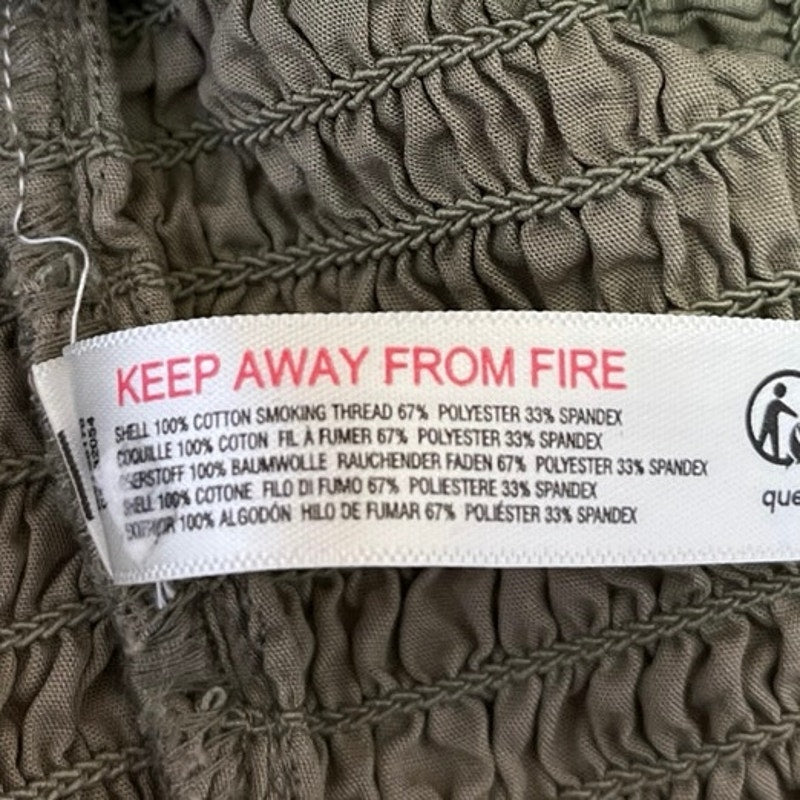 KEEP AWAY FROM FIRE
SHELL 100% COTTON SMOKING THREAD 67% POLYESTER 33% SPANDEX
COQUILLE 100% COTON FIL À FUMER 67% POLYESTER 33% SPANDEX
100% BAUMWOLLE RAUCHENDER FADEN 67% POLYESTER 33% SPANDEX
SHELL 100% COTONE FILO DI FUMO 67% POLIESTERE 33% SPANDEX
100% ALGODÓN HILO DE FUMAR 67% POLIÉSTER 33% SPANDEX
que